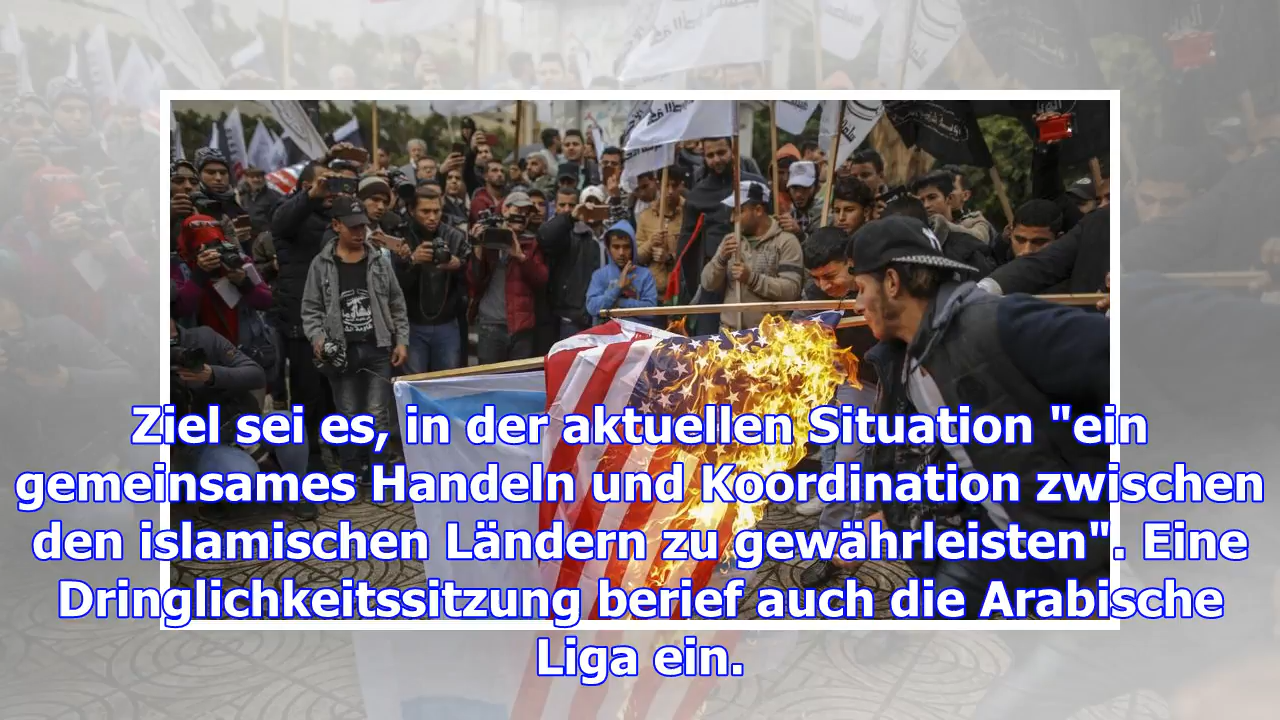 Ziel sei es, in der aktuellen Situation "ein
gemeinsames Handeln und Koordination zwischen
den islamischen Ländern zu gewährleisten". Eine
Dringlichkeitssitzung berief auch die Arabische
Liga ein.